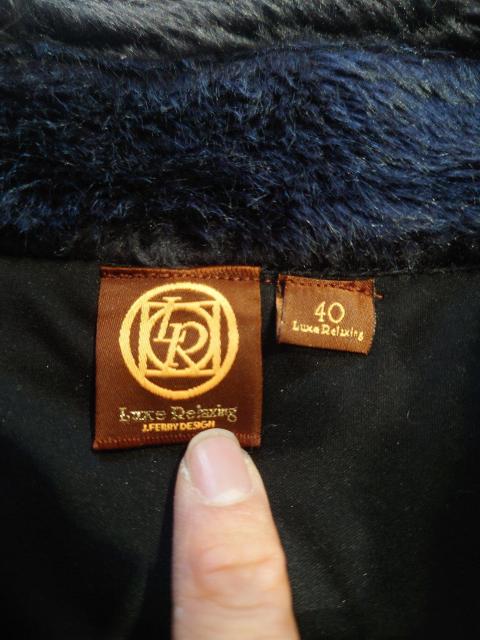 LR
Luxe Relaxing
J.FERRY DESIGN
40
Luxe Relaxing